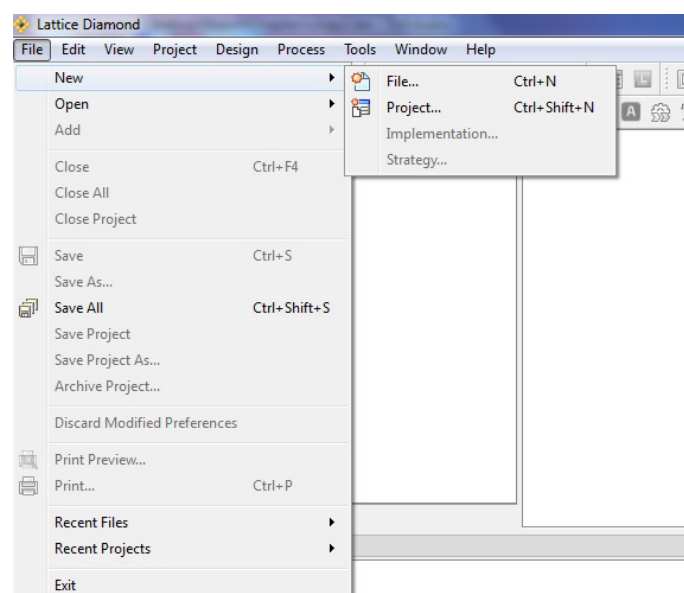 Lattice Diamond
File Edit View Project Design Process Tools Window Help
New
File... Ctrl+N
Open
Project... Ctrl+Shift+N
Add
Implementation...
Strategy...
Close Ctrl+F4
Close All
Close Project
Save Ctrl+S
Save As...
Save All Ctrl+Shift+S
Save Project
Save Project As...
Archive Project...
Discard Modified Preferences
Print Preview...
Print... Ctrl+P
Recent Files
Recent Projects
Exit